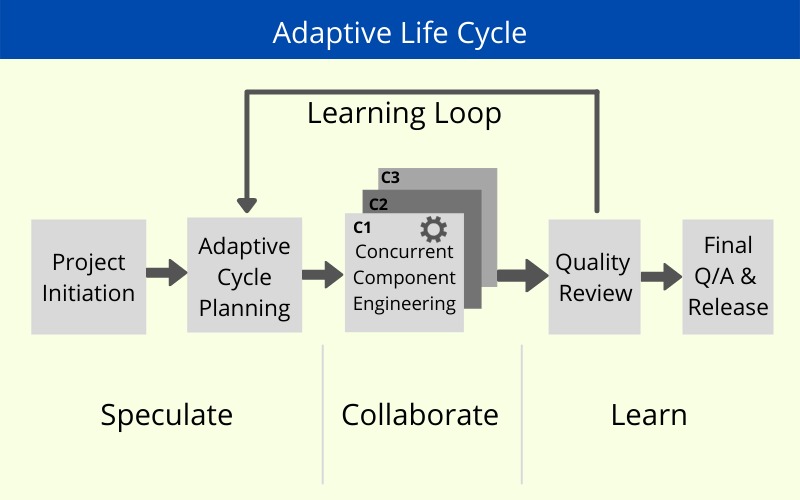 Adaptive Life Cycle
Learning Loop
Project
Initiation
Adaptive
Cycle
Planning
C3
C2
C1
Concurrent
Component
Engineering
Quality
Review
Final
Q/A &
Release
Speculate
Collaborate
Learn